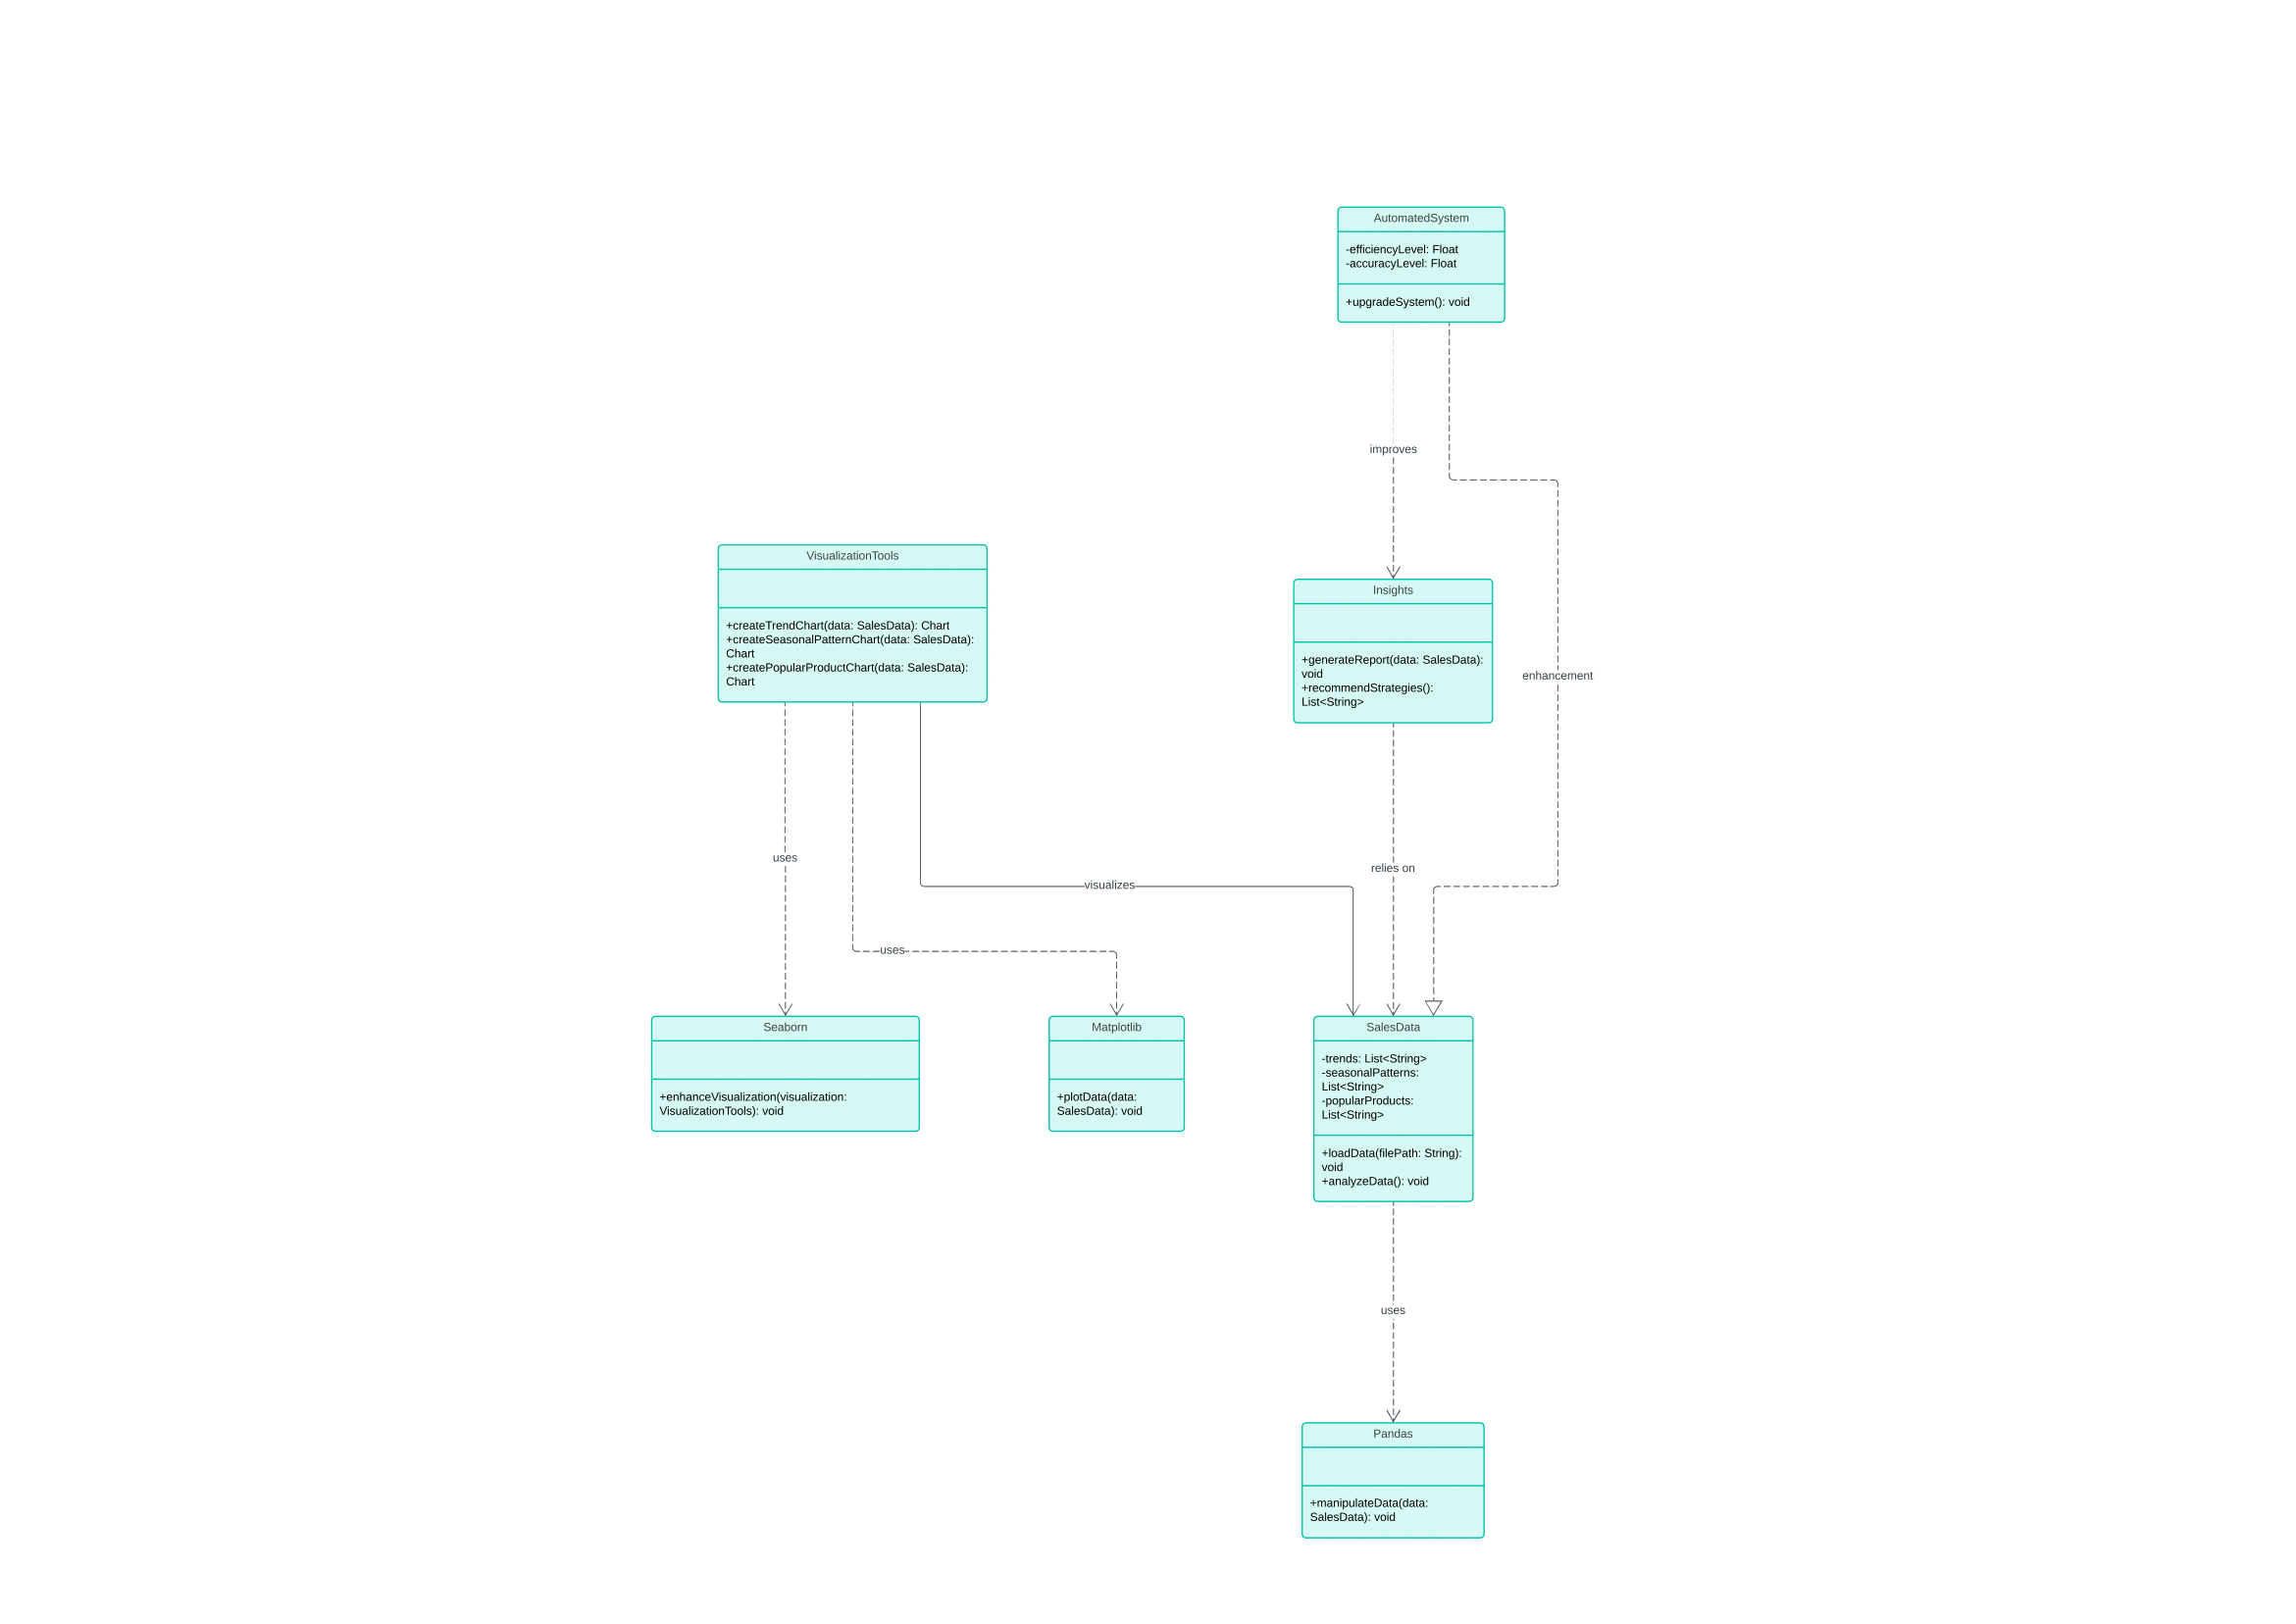 AutomatedSystem
-efficiencyLevel: Float
-accuracyLevel: Float
+upgradeSystem(): void
improves
VisualizationTools
+createTrendChart(data: SalesData): Chart
+createSeasonalPatternChart(data: SalesData):
Chart
+createPopularProductChart(data: SalesData):
Chart
Insights
+generateReport(data: SalesData):
void
+recommendStrategies():
List<String>
enhancement
uses
visualizes
relies on
uses
Seaborn
+enhanceVisualization(visualization:
VisualizationTools): void
Matplotlib
+plotData(data:
SalesData): void
SalesData
-trends: List<String>
-seasonalPatterns:
List<String>
-popularProducts:
List<String>
+loadData(filePath: String):
void
+analyzeData(): void
uses
Pandas
+manipulateData(data:
SalesData): void